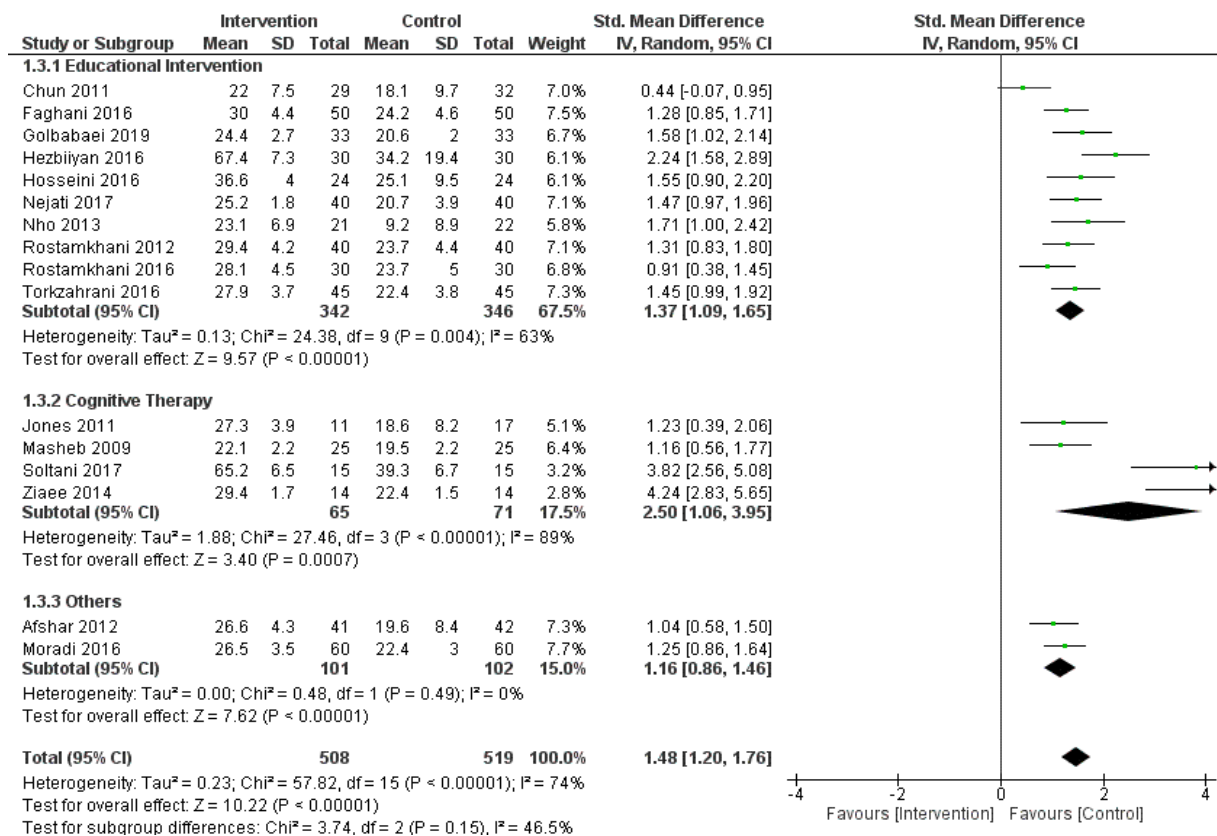 Intervention Control Std. Mean Difference Std. Mean Difference
Study or Subgroup Mean SD Total Mean SD Total Weight IV, Random, 95% CI IV, Random, 95% CI
1.3.1 Educational Intervention
Chun 2011 22 7.5 29 18.1 9.7 32 7.0% 0.44 [-0.07, 0.95]
Faghani 2016 30 4.4 50 24.2 4.6 50 7.5% 1.28 [0.85, 1.71]
Golbabaei 2019 24.4 2.7 33 20.6 2 33 6.7% 1.58 [1.02, 2.14]
Hezbiiyan 2016 67.4 7.3 30 34.2 19.4 30 6.1% 2.24 [1.58, 2.89]
Hosseini 2016 36.6 4 24 25.1 9.5 24 6.1% 1.55 [0.90, 2.20]
Nejati 2017 25.2 1.8 40 20.7 3.9 40 7.1% 1.47 [0.97, 1.96]
Nho 2013 23.1 6.9 21 9.2 8.9 22 5.8% 1.71 [1.00, 2.42]
Rostamkhani 2012 29.4 4.2 40 23.7 4.4 40 7.1% 1.31 [0.83, 1.80]
Rostamkhani 2016 28.1 4.5 30 23.7 5 30 6.8% 0.91 [0.38, 1.45]
Torkzahrani 2016 27.9 3.7 45 22.4 3.8 45 7.3% 1.45 [0.99, 1.92]
Subtotal (95% CI) 342 346 67.5% 1.37 [1.09, 1.65]
Heterogeneity: Tau² = 0.13; Chi² = 24.38, df = 9 (P = 0.004); I² = 63%
Test for overall effect: Z = 9.57 (P < 0.00001)
1.3.2 Cognitive Therapy
Jones 2011 27.3 3.9 11 18.6 8.2 17 5.1% 1.23 [0.39, 2.06]
Masheb 2009 22.1 2.2 25 19.5 2.2 25 6.4% 1.16 [0.56, 1.77]
Soltani 2017 65.2 6.5 15 39.3 6.7 15 3.2% 3.82 [2.56, 5.08]
Ziaee 2014 29.4 1.7 14 22.4 1.5 14 2.8% 4.24 [2.83, 5.65]
Subtotal (95% CI) 65 71 17.5% 2.50 [1.06, 3.95]
Heterogeneity: Tau² = 1.88; Chi² = 27.46, df = 3 (P < 0.00001); I² = 89%
Test for overall effect: Z = 3.40 (P = 0.0007)
1.3.3 Others
Afshar 2012 26.6 4.3 41 19.6 8.4 42 7.3% 1.04 [0.58, 1.50]
Moradi 2016 26.5 3.5 60 22.4 3 60 7.7% 1.25 [0.86, 1.64]
Subtotal (95% CI) 101 102 15.0% 1.16 [0.86, 1.46]
Heterogeneity: Tau² = 0.00; Chi² = 0.48, df = 1 (P = 0.49); I² = 0%
Test for overall effect: Z = 7.62 (P < 0.00001)
Total (95% CI) 508 519 100.0% 1.48 [1.20, 1.76]
Heterogeneity: Tau² = 0.23; Chi² = 57.82, df = 15 (P < 0.00001); I² = 74%
Test for overall effect: Z = 10.22 (P < 0.00001)
Test for subgroup differences: Chi² = 3.74, df = 2 (P = 0.15), I² = 46.5%
-4 -2 0 2 4
Favours [Intervention] Favours [Control]